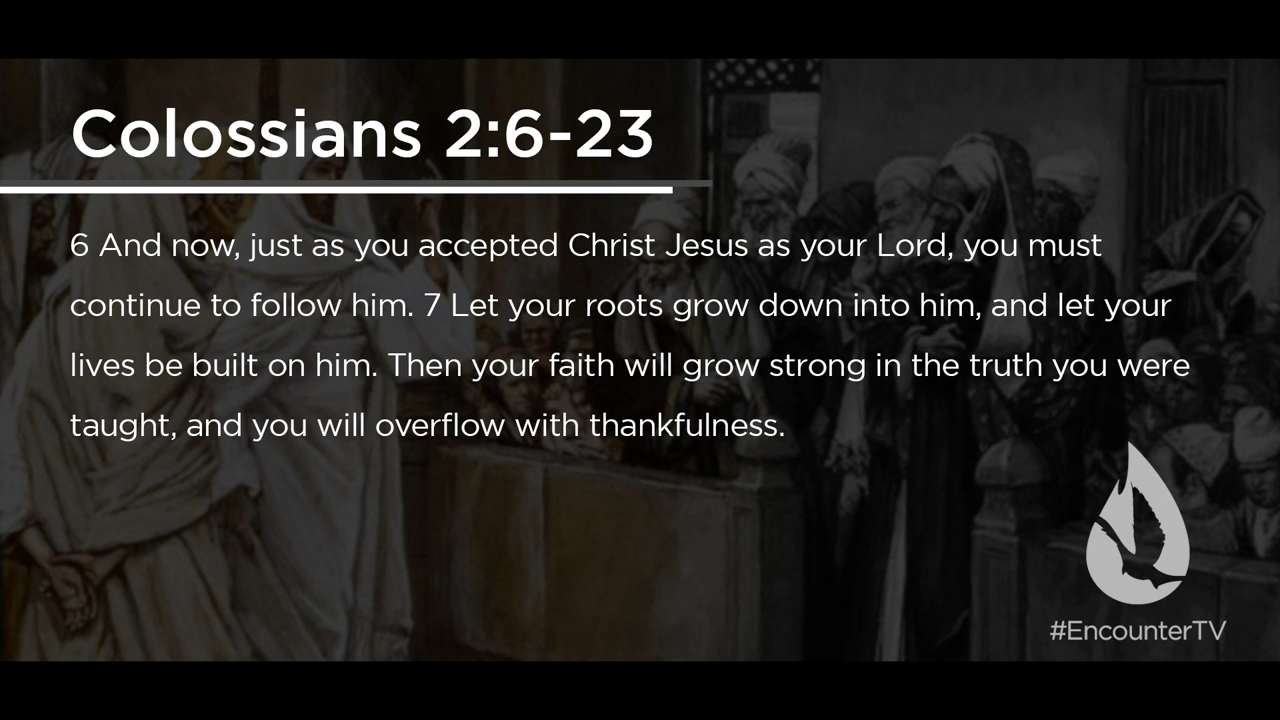 Colossians 2:6-23
6 And now, just as you accepted Christ Jesus as your Lord, you must
continue to follow him. 7 Let your roots grow down into him, and let your
lives be built on him. Then your faith will grow strong in the truth you were
taught, and you will overflow with thankfulness.
#EncounterTV